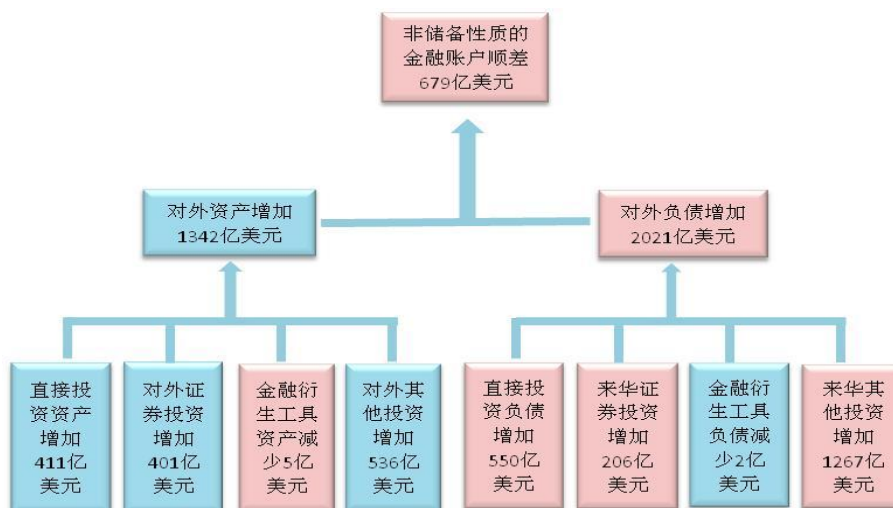 非储备性质的
金融账户顺差
679亿美元
对外资产增加
1342亿美元
对外负债增加
2021亿美元
直接投
资资产
增加
411亿
美元
对外证
券投资
增加
401亿
美元
金融衍
生工具
资产减
少5亿
美元
对外其
他投资
增加
536亿
美元
直接投
资负债
增加
550亿
美元
来华证
券投资
增加
206亿
美元
金融衍
生工具
负债减
少2亿
美元
来华其
他投资
增加
1267亿
美元